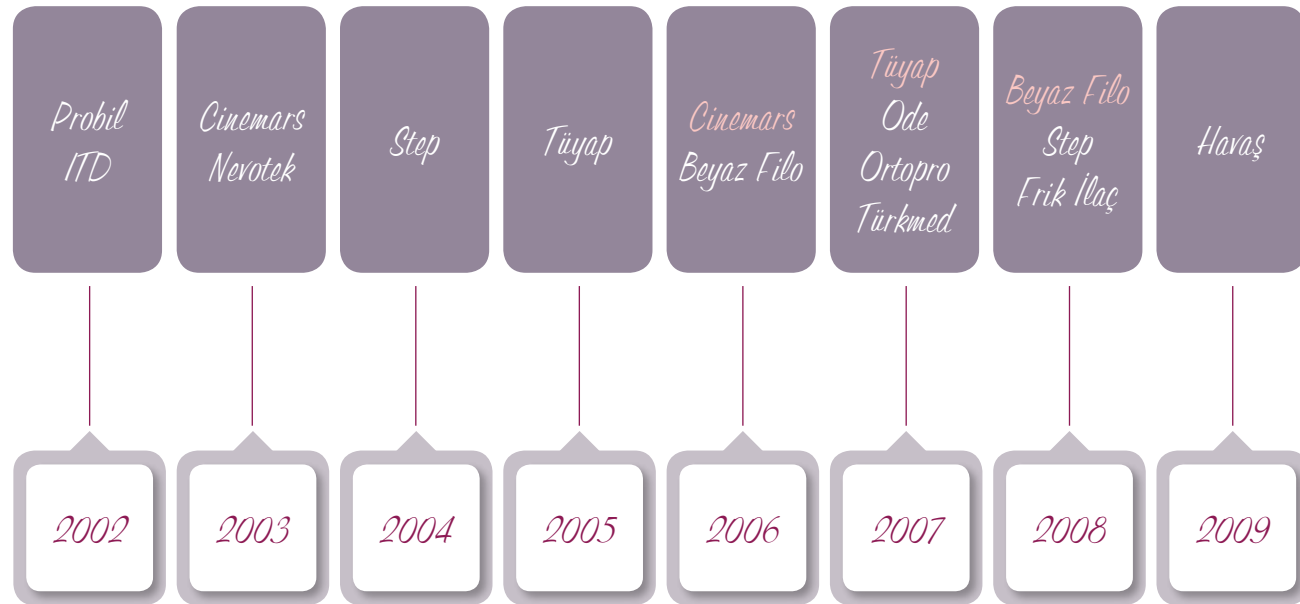 Probil
ITD
Cinemars
Nevotek
Step
Tüyap
Cinemars
Beyaz Filo
Tüyap
Ode
Ortopro
Türkmed
Beyaz Filo
Step
Frik İlaç
Havaş
2002
2003
2004
2005
2006
2007
2008
2009